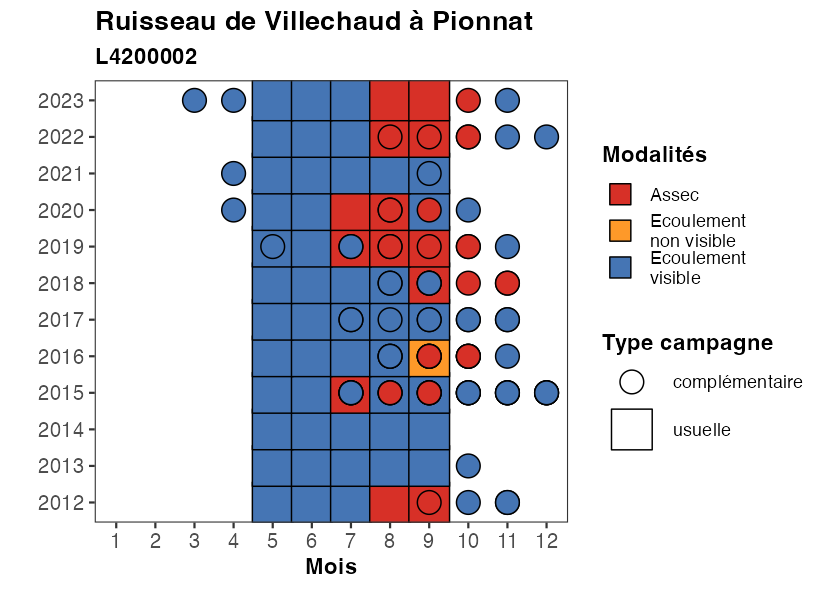 Ruisseau de Villechaud à Pionnat
L4200002
2023
2022
2021
2020
2019
2018
2017
2016
2015
2014
2013
2012
1 2 3 4 5 6 7 8 9 10 11 12
Mois
Modalités
Assec
Ecoulement
non visible
Ecoulement
visible
Type campagne
complémentaire
usuelle